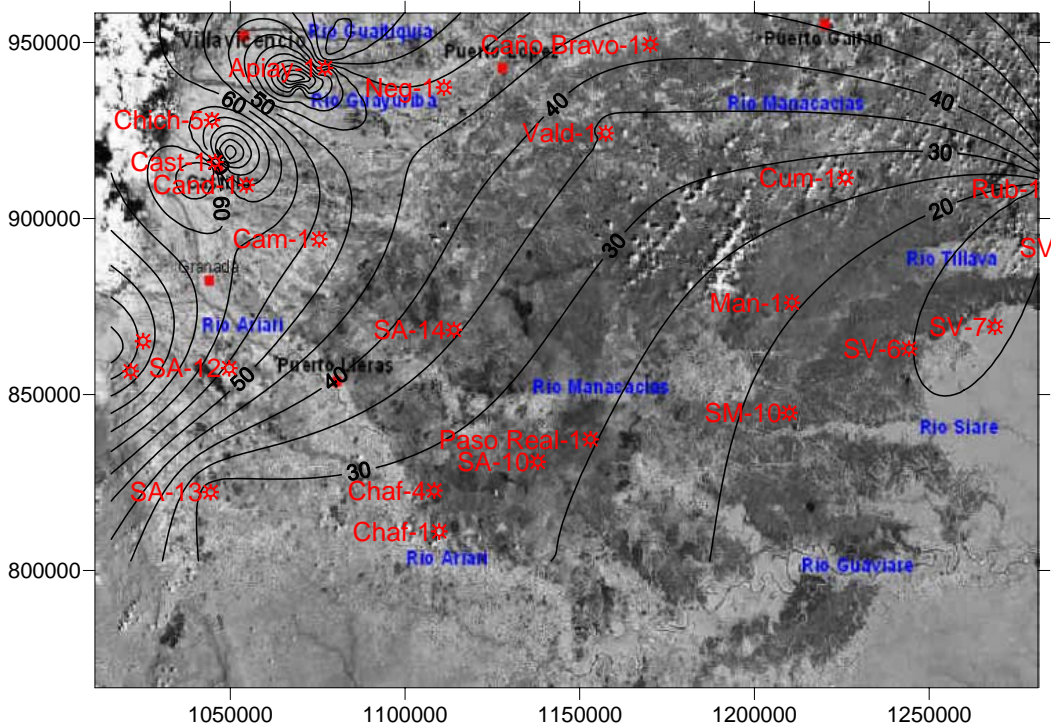 950000
900000
850000
800000
1050000
1100000
1150000
1200000
1250000
Villavicencio
Rio Guatiquia
Puerto Lopez
Caño Bravo-1
Puerto Gaitan
Apiay-1
Neg-1
Rio Guayuriba
Rio Manacacias
Chich-5
Vald-1
Cast-1
Cand-1
Cum-1
Rub-1
Cam-1
SV
Granada
Rio Tillava
Rio Ariari
Man-1
SA-14
SV-7
SV-6
SA-12
Puerto Lleras
Rio Manacacias
SM-10
Rio Siare
Paso Real-1
SA-10
SA-13
Chaf-4
Chaf-1
Rio Ariari
Rio Guaviare
60
50
40
40
30
20
60
30
50
40
30